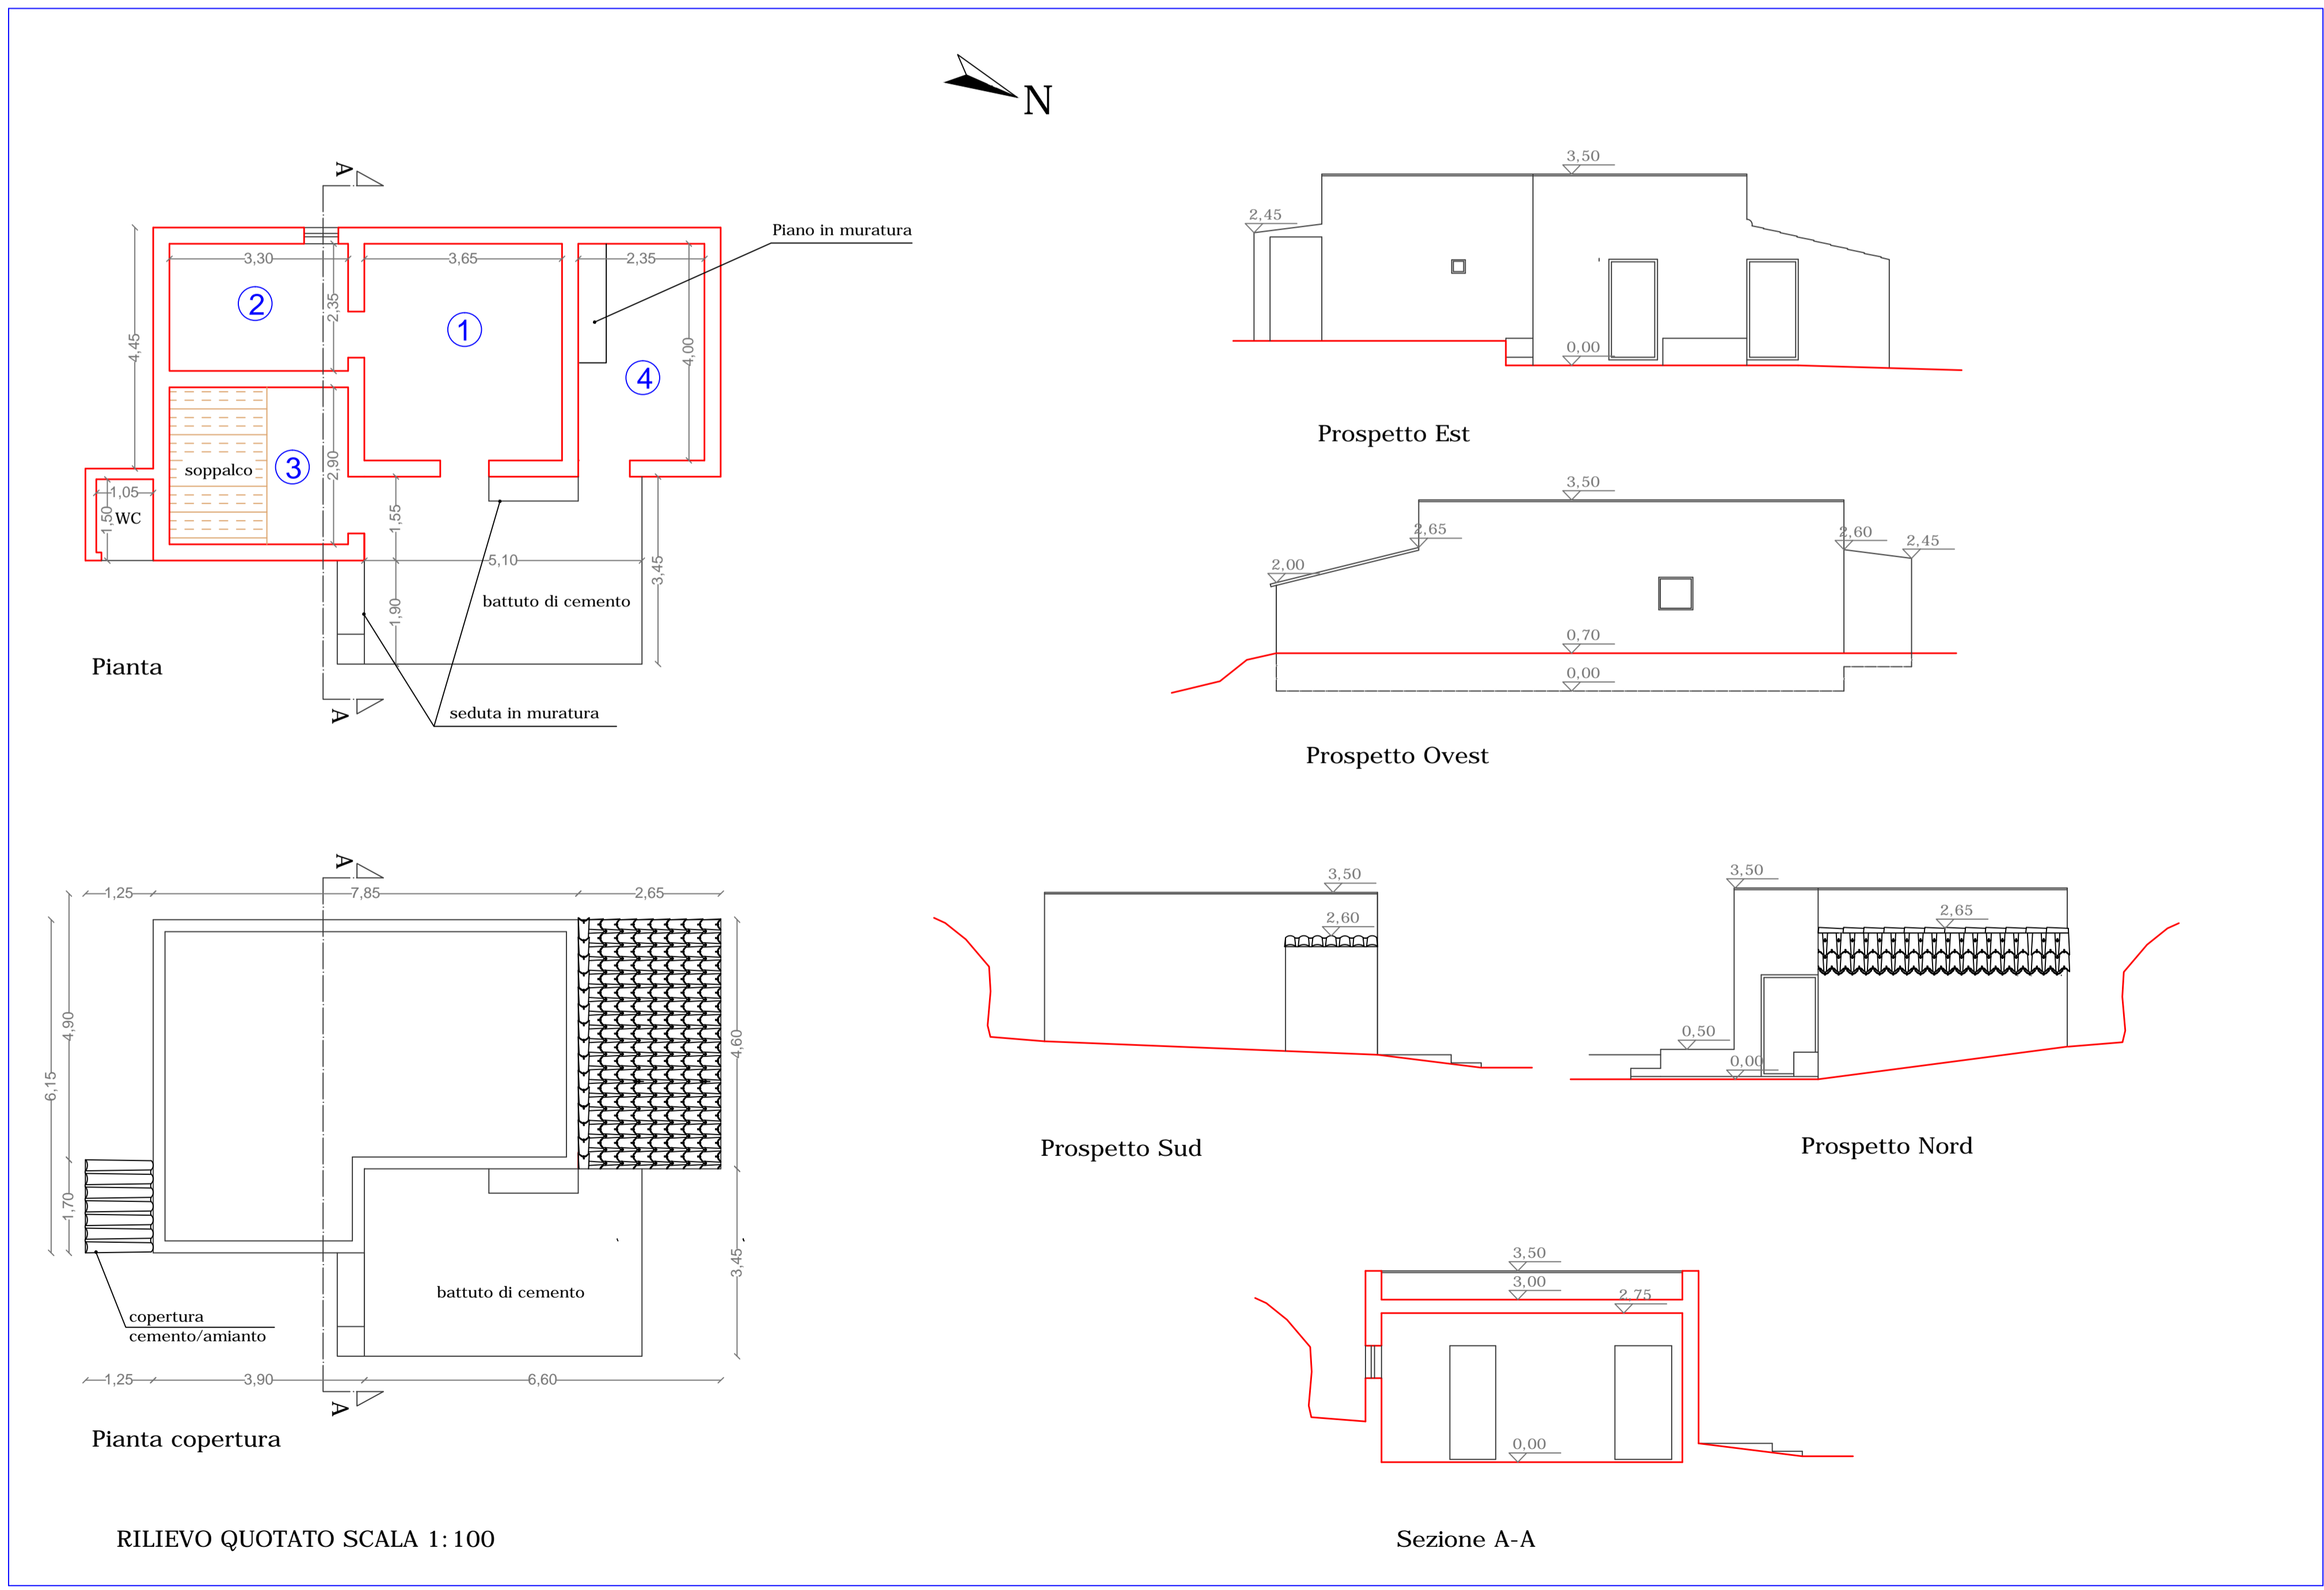 N
A
Piano in muratura
3,30
3,65
2,35
2
2,35
1
4,45
4,00
4
soppalco
3
2,90
1,05
1,50
WC
1,55
5,10
3,45
1,90
battuto di cemento
Pianta
A
seduta in muratura
3,50
2,45
0,00
Prospetto Est
3,50
2,65
2,60
2,45
2,00
0,70
0,00
Prospetto Ovest
A
1,25
7,85
2,65
4,90
4,60
6,15
1,70
3,45
battuto di cemento
copertura
cemento/amianto
1,25
3,90
6,60
A
Pianta copertura
3,50
2,60
Prospetto Sud
3,50
2,65
0,50
0,00
Prospetto Nord
3,50
3,00
2,75
0,00
Sezione A-A
RILIEVO QUOTATO SCALA 1:100